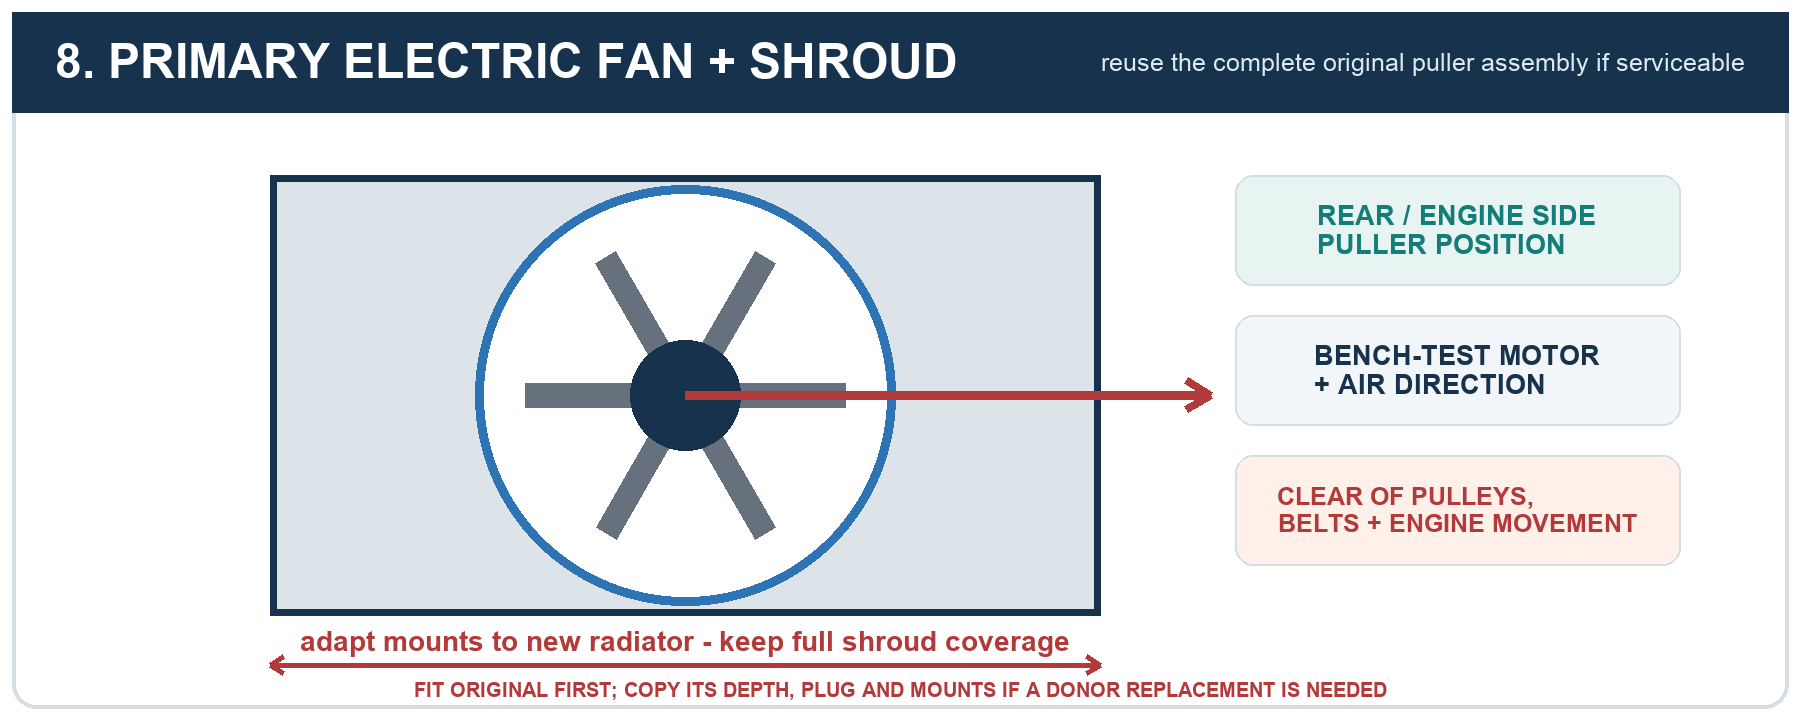 8. PRIMARY ELECTRIC FAN + SHROUD
reuse the complete original puller assembly if serviceable
REAR / ENGINE SIDE
PULLER POSITION
BENCH-TEST MOTOR
+ AIR DIRECTION
CLEAR OF PULLEYS,
BELTS + ENGINE MOVEMENT
adapt mounts to new radiator - keep full shroud coverage
FIT ORIGINAL FIRST; COPY ITS DEPTH, PLUG AND MOUNTS IF A DONOR REPLACEMENT IS NEEDED